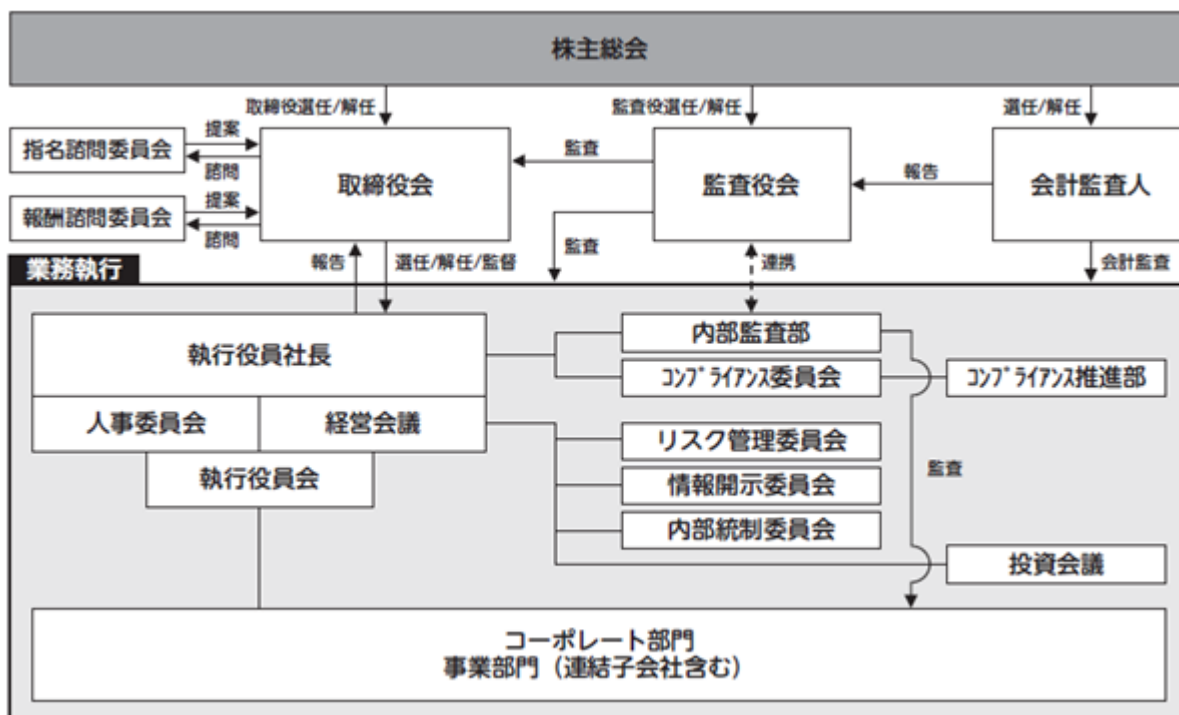 株主総会
取締役選任/解任
監査役選任/解任
選任/解任
指名諮問委員会
提案
諮問
取締役会
監査
監査役会
報告
会計監査人
報酬諮問委員会
提案
諮問
報告
選任/解任/監督
監査
連携
会計監査
業務執行
執行役員社長
内部監査部
コンプライアンス委員会
コンプライアンス推進部
人事委員会
経営会議
リスク管理委員会
執行役員会
情報開示委員会
監査
内部統制委員会
投資会議
コーポレート部門
事業部門（連結子会社含む）